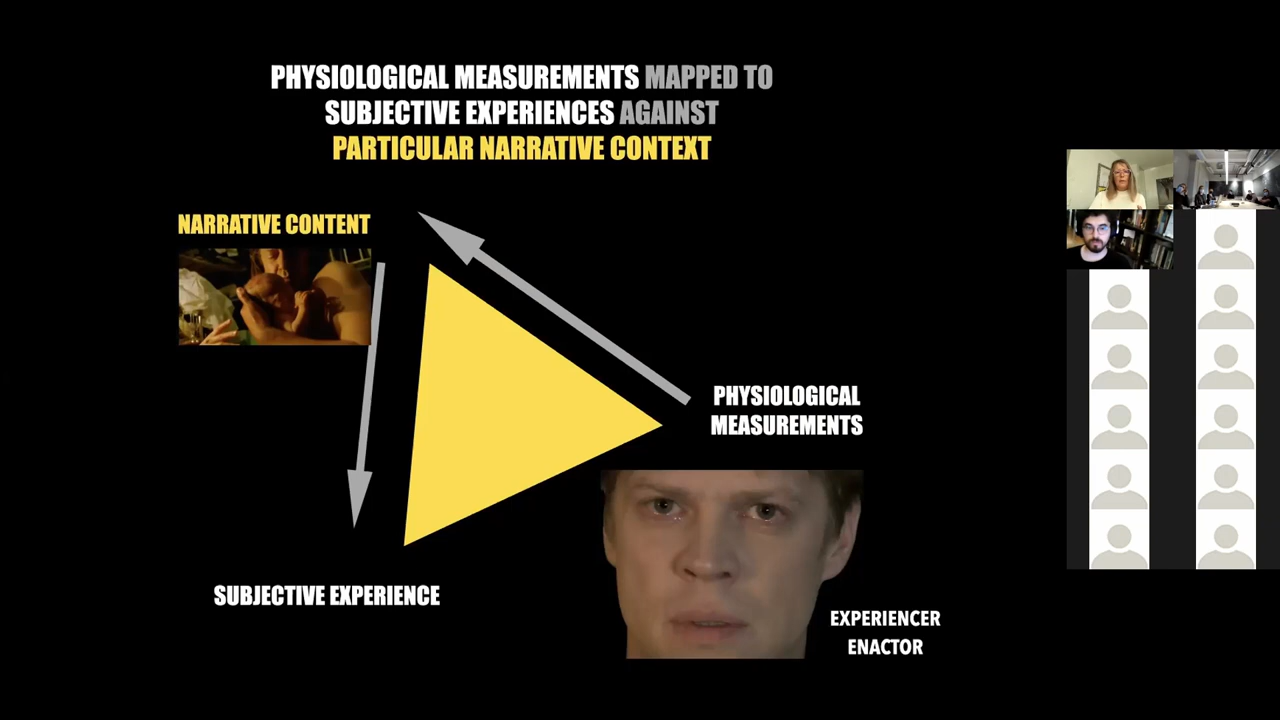 PHYSIOLOGICAL MEASUREMENTS MAPPED TO
SUBJECTIVE EXPERIENCES AGAINST
PARTICULAR NARRATIVE CONTEXT
NARRATIVE CONTENT
PHYSIOLOGICAL
MEASUREMENTS
SUBJECTIVE EXPERIENCE
EXPERIENCER
ENACTOR